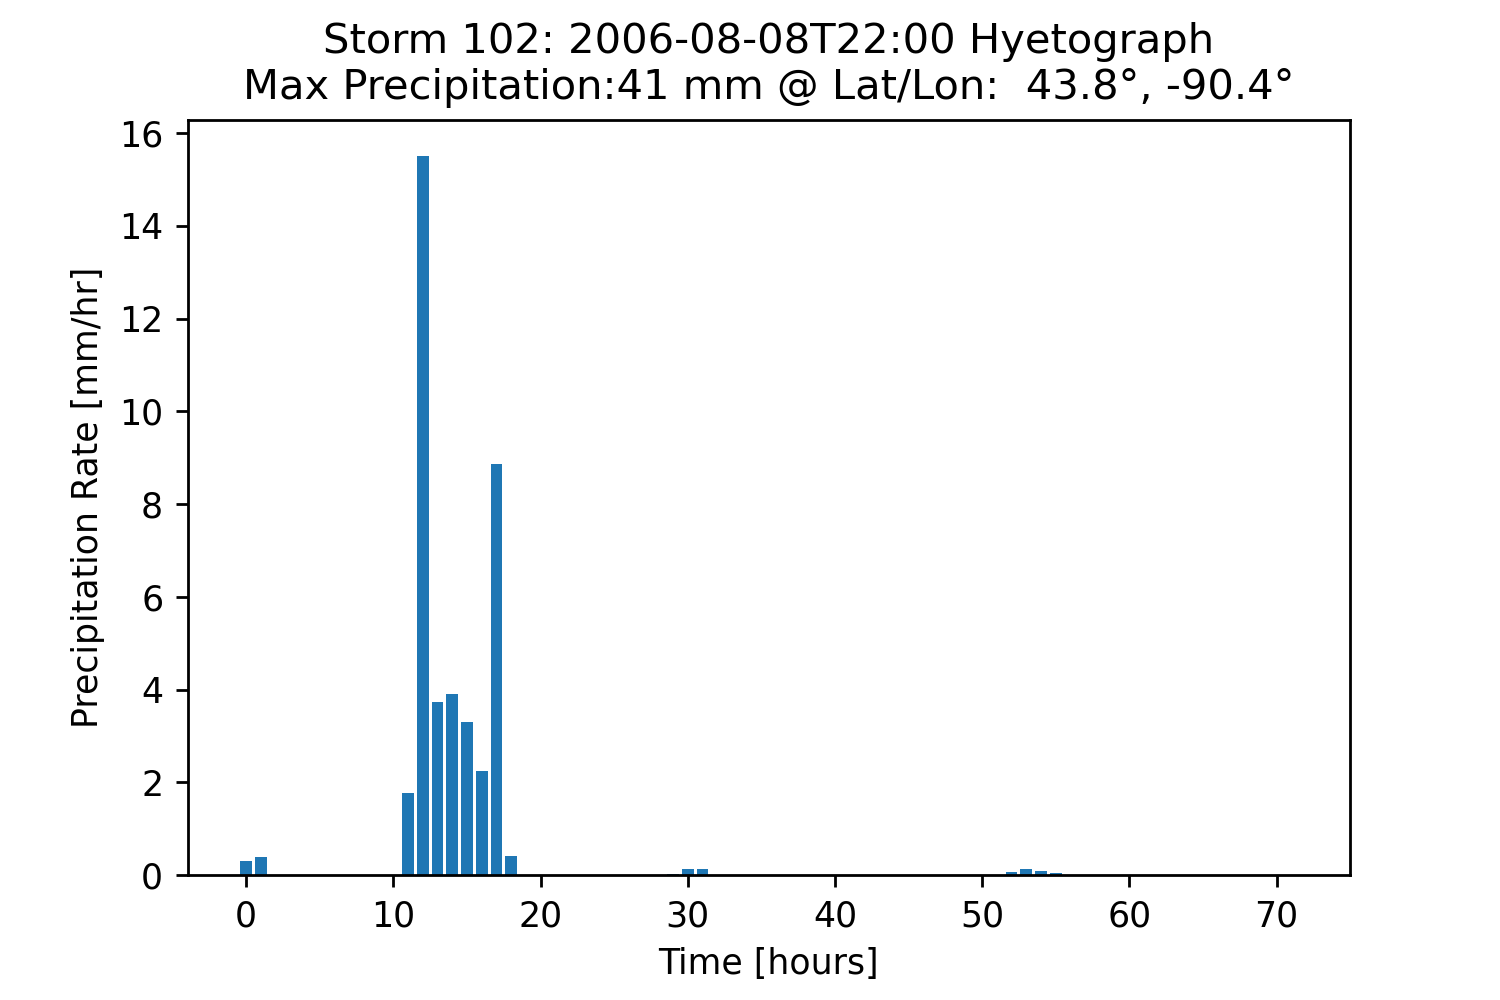 Storm 102: 2006-08-08T22:00 Hyetograph
Max Precipitation:41 mm @ Lat/Lon:  43.8°, -90.4°
16
14
12
10
8
6
4
2
0
Precipitation Rate [mm/hr]
0 10 20 30 40 50 60 70
Time [hours]